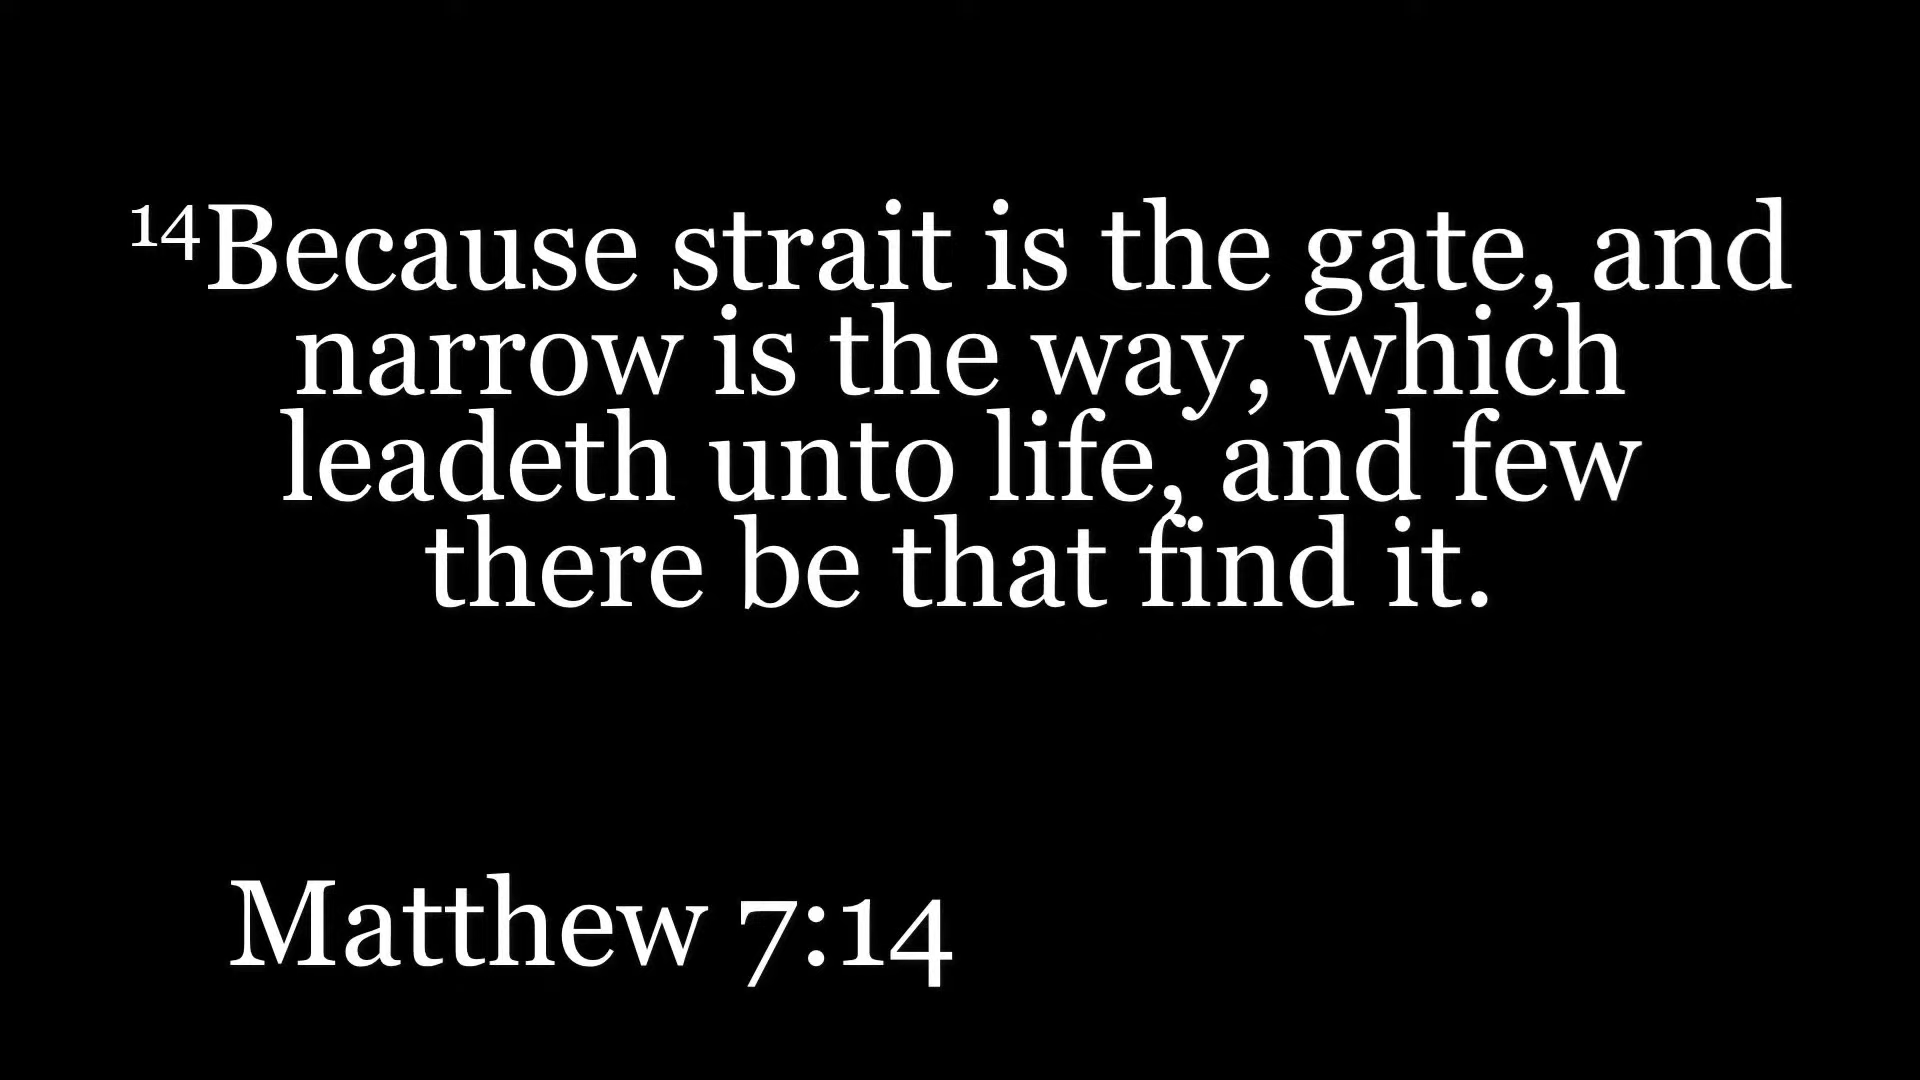 14Because strait is the gate, and
narrow is the way, which
leadeth unto life, and few
there be that find it.
Matthew 7:14